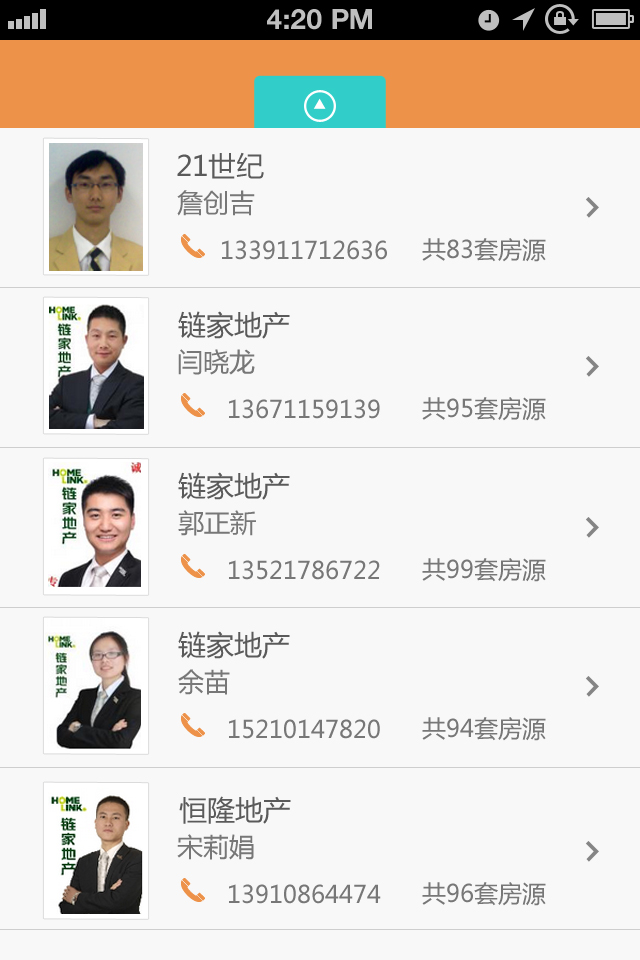 4:20 PM
21世纪
詹创吉
133911712636 共83套房源
HOME
LINK
链家地产
链家地产
闫晓龙
13671159139 共95套房源
HOME
LINK
诚
链家地产
链家地产
郭正新
13521786722 共99套房源
HOME
LINK
链家地产
链家地产
余苗
15210147820 共94套房源
HOME
LINK
链家地产
恒隆地产
宋莉娟
13910864474 共96套房源